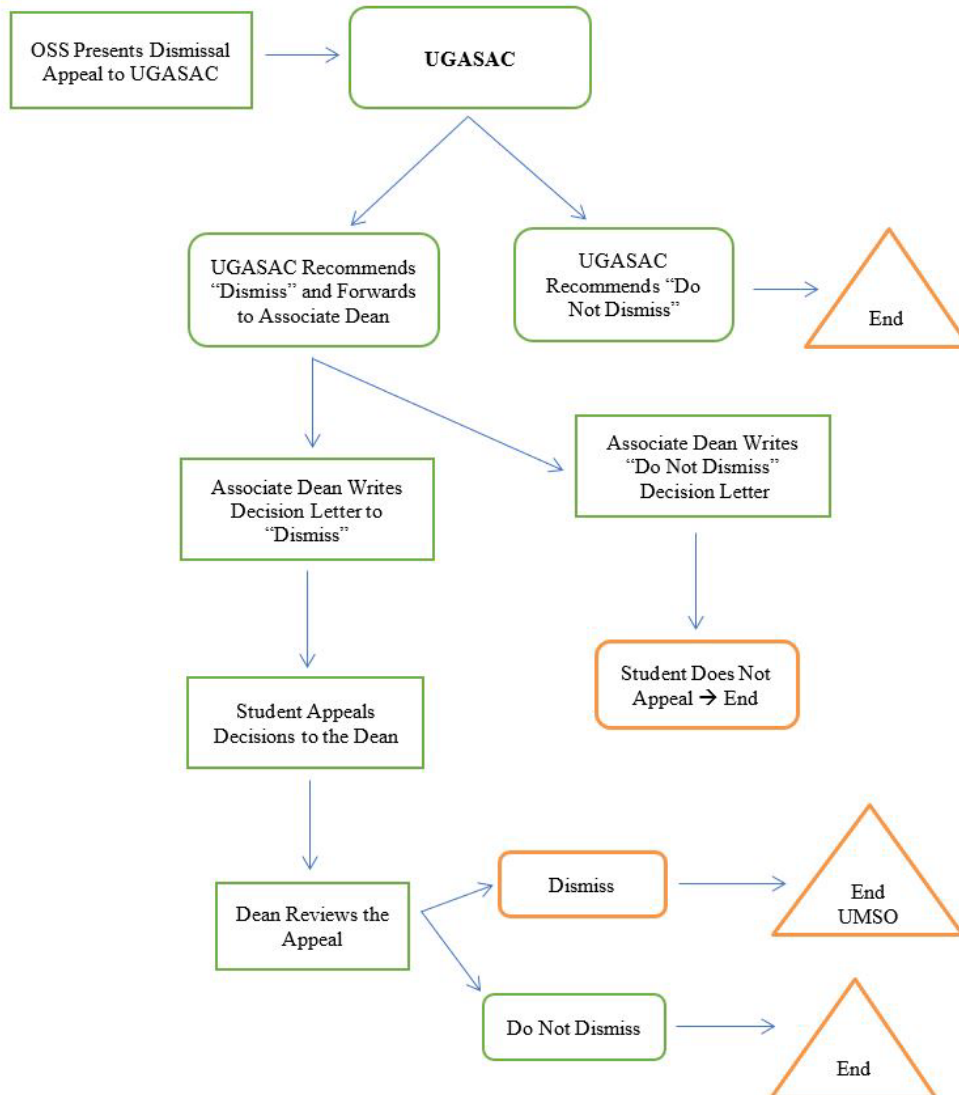 OSS Presents Dismissal
Appeal to UGASAC
UGASAC
UGASAC Recommends
“Dismiss” and Forwards
to Associate Dean
UGASAC
Recommends “Do
Not Dismiss”
End
Associate Dean Writes
Decision Letter to
“Dismiss”
Associate Dean Writes
“Do Not Dismiss”
Decision Letter
Student Appeals
Decisions to the Dean
Student Does Not
Appeal → End
Dean Reviews the
Appeal
Dismiss
End
UMSO
Do Not Dismiss
End